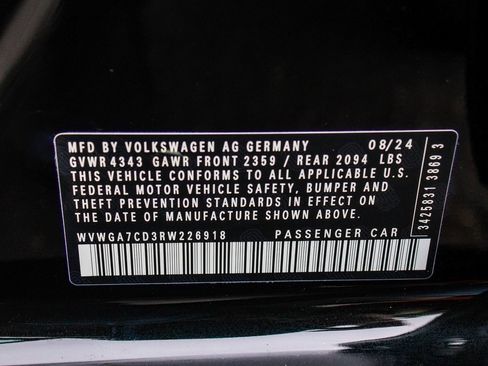 MFD BY VOLKSWAGEN AG GERMANY 08/24
GVWR 4343 GAWR FRONT 2359 / REAR 2094 LBS
THIS VEHICLE CONFORMS TO ALL APPLICABLE U.S.
FEDERAL MOTOR VEHICLE SAFETY, BUMPER AND
THEFT PREVENTION STANDARDS IN EFFECT ON
THE DATE OF MANUFACTURE SHOWN ABOVE.
WVWGA7CD3RW226918 PASSENGER CAR
3425831 3869 3